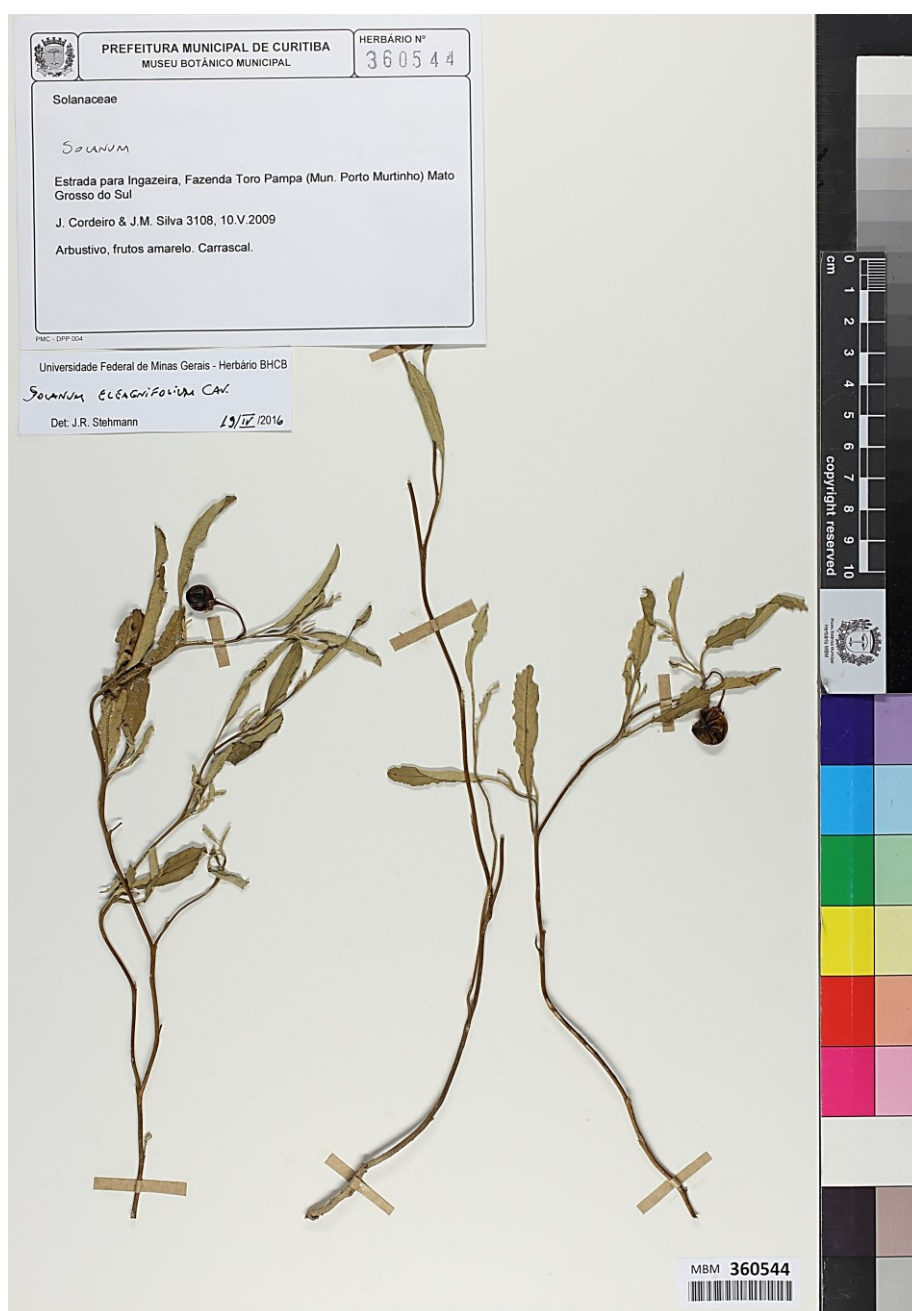 PREFEITURA MUNICIPAL DE CURITIBA
MUSEU BOTÂNICO MUNICIPAL
HERBÁRIO Nº
360544
Solanaceae
SOLANUM
Estrada para Ingazeira, Fazenda Toro Pampa (Mun. Porto Murtinho) Mato
Grosso do Sul
J. Cordeiro & J.M. Silva 3108, 10.V.2009
Arbustivo, frutos amarelo. Carrascal.
PMC - DPP 004
Universidade Federal de Minas Gerais - Herbário BHCB
SOLANUM ELEAGNIFOLIUM CAV.
Det: J.R. Stehmann 19/IV/2016
cm
0 1 2 3 4 5 6 7 8 9 10
copyright reserved
MBM 360544